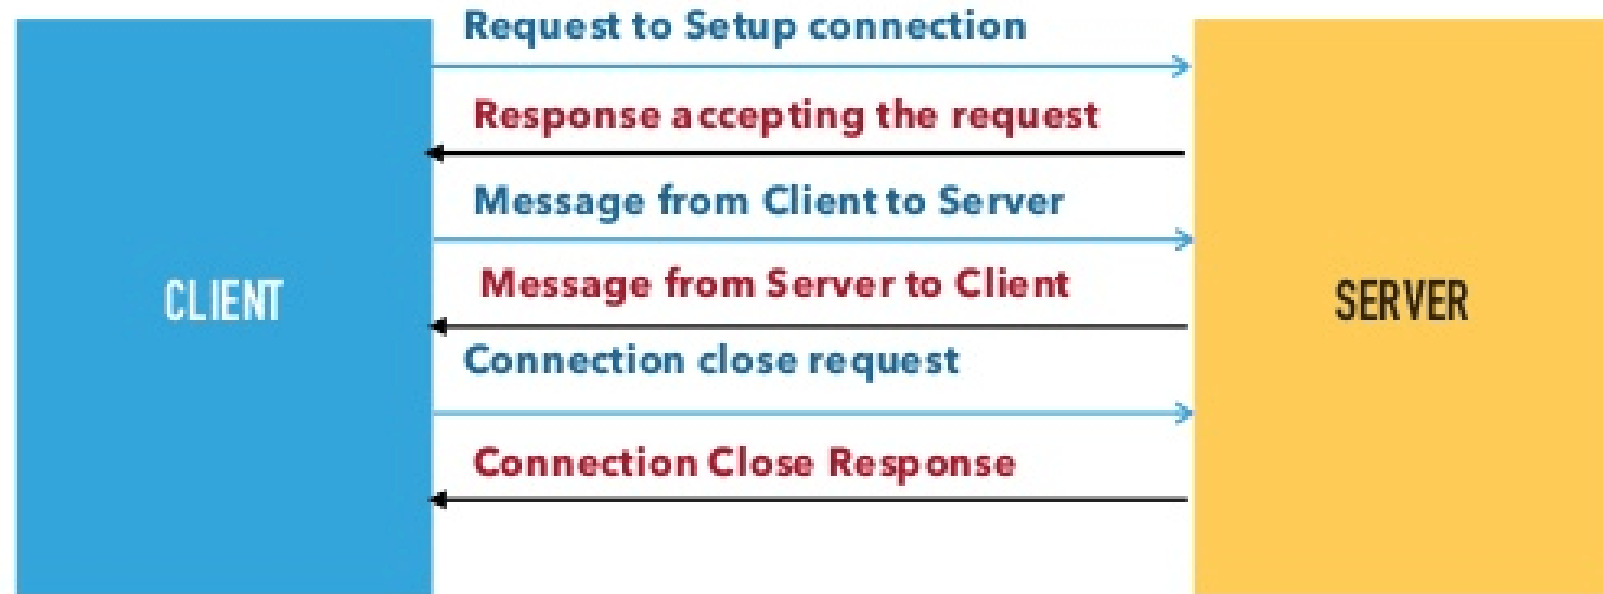 Request to Setup connection
Response accepting the request
Message from Client to Server
Message from Server to Client
CLIENT
SERVER
Connection close request
Connection Close Response